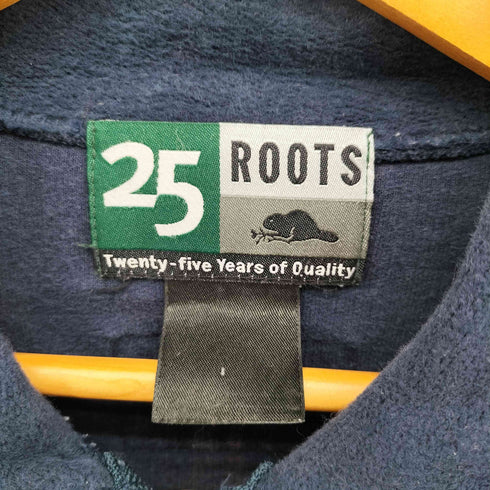 25 ROOTS
Twenty-five Years of Quality